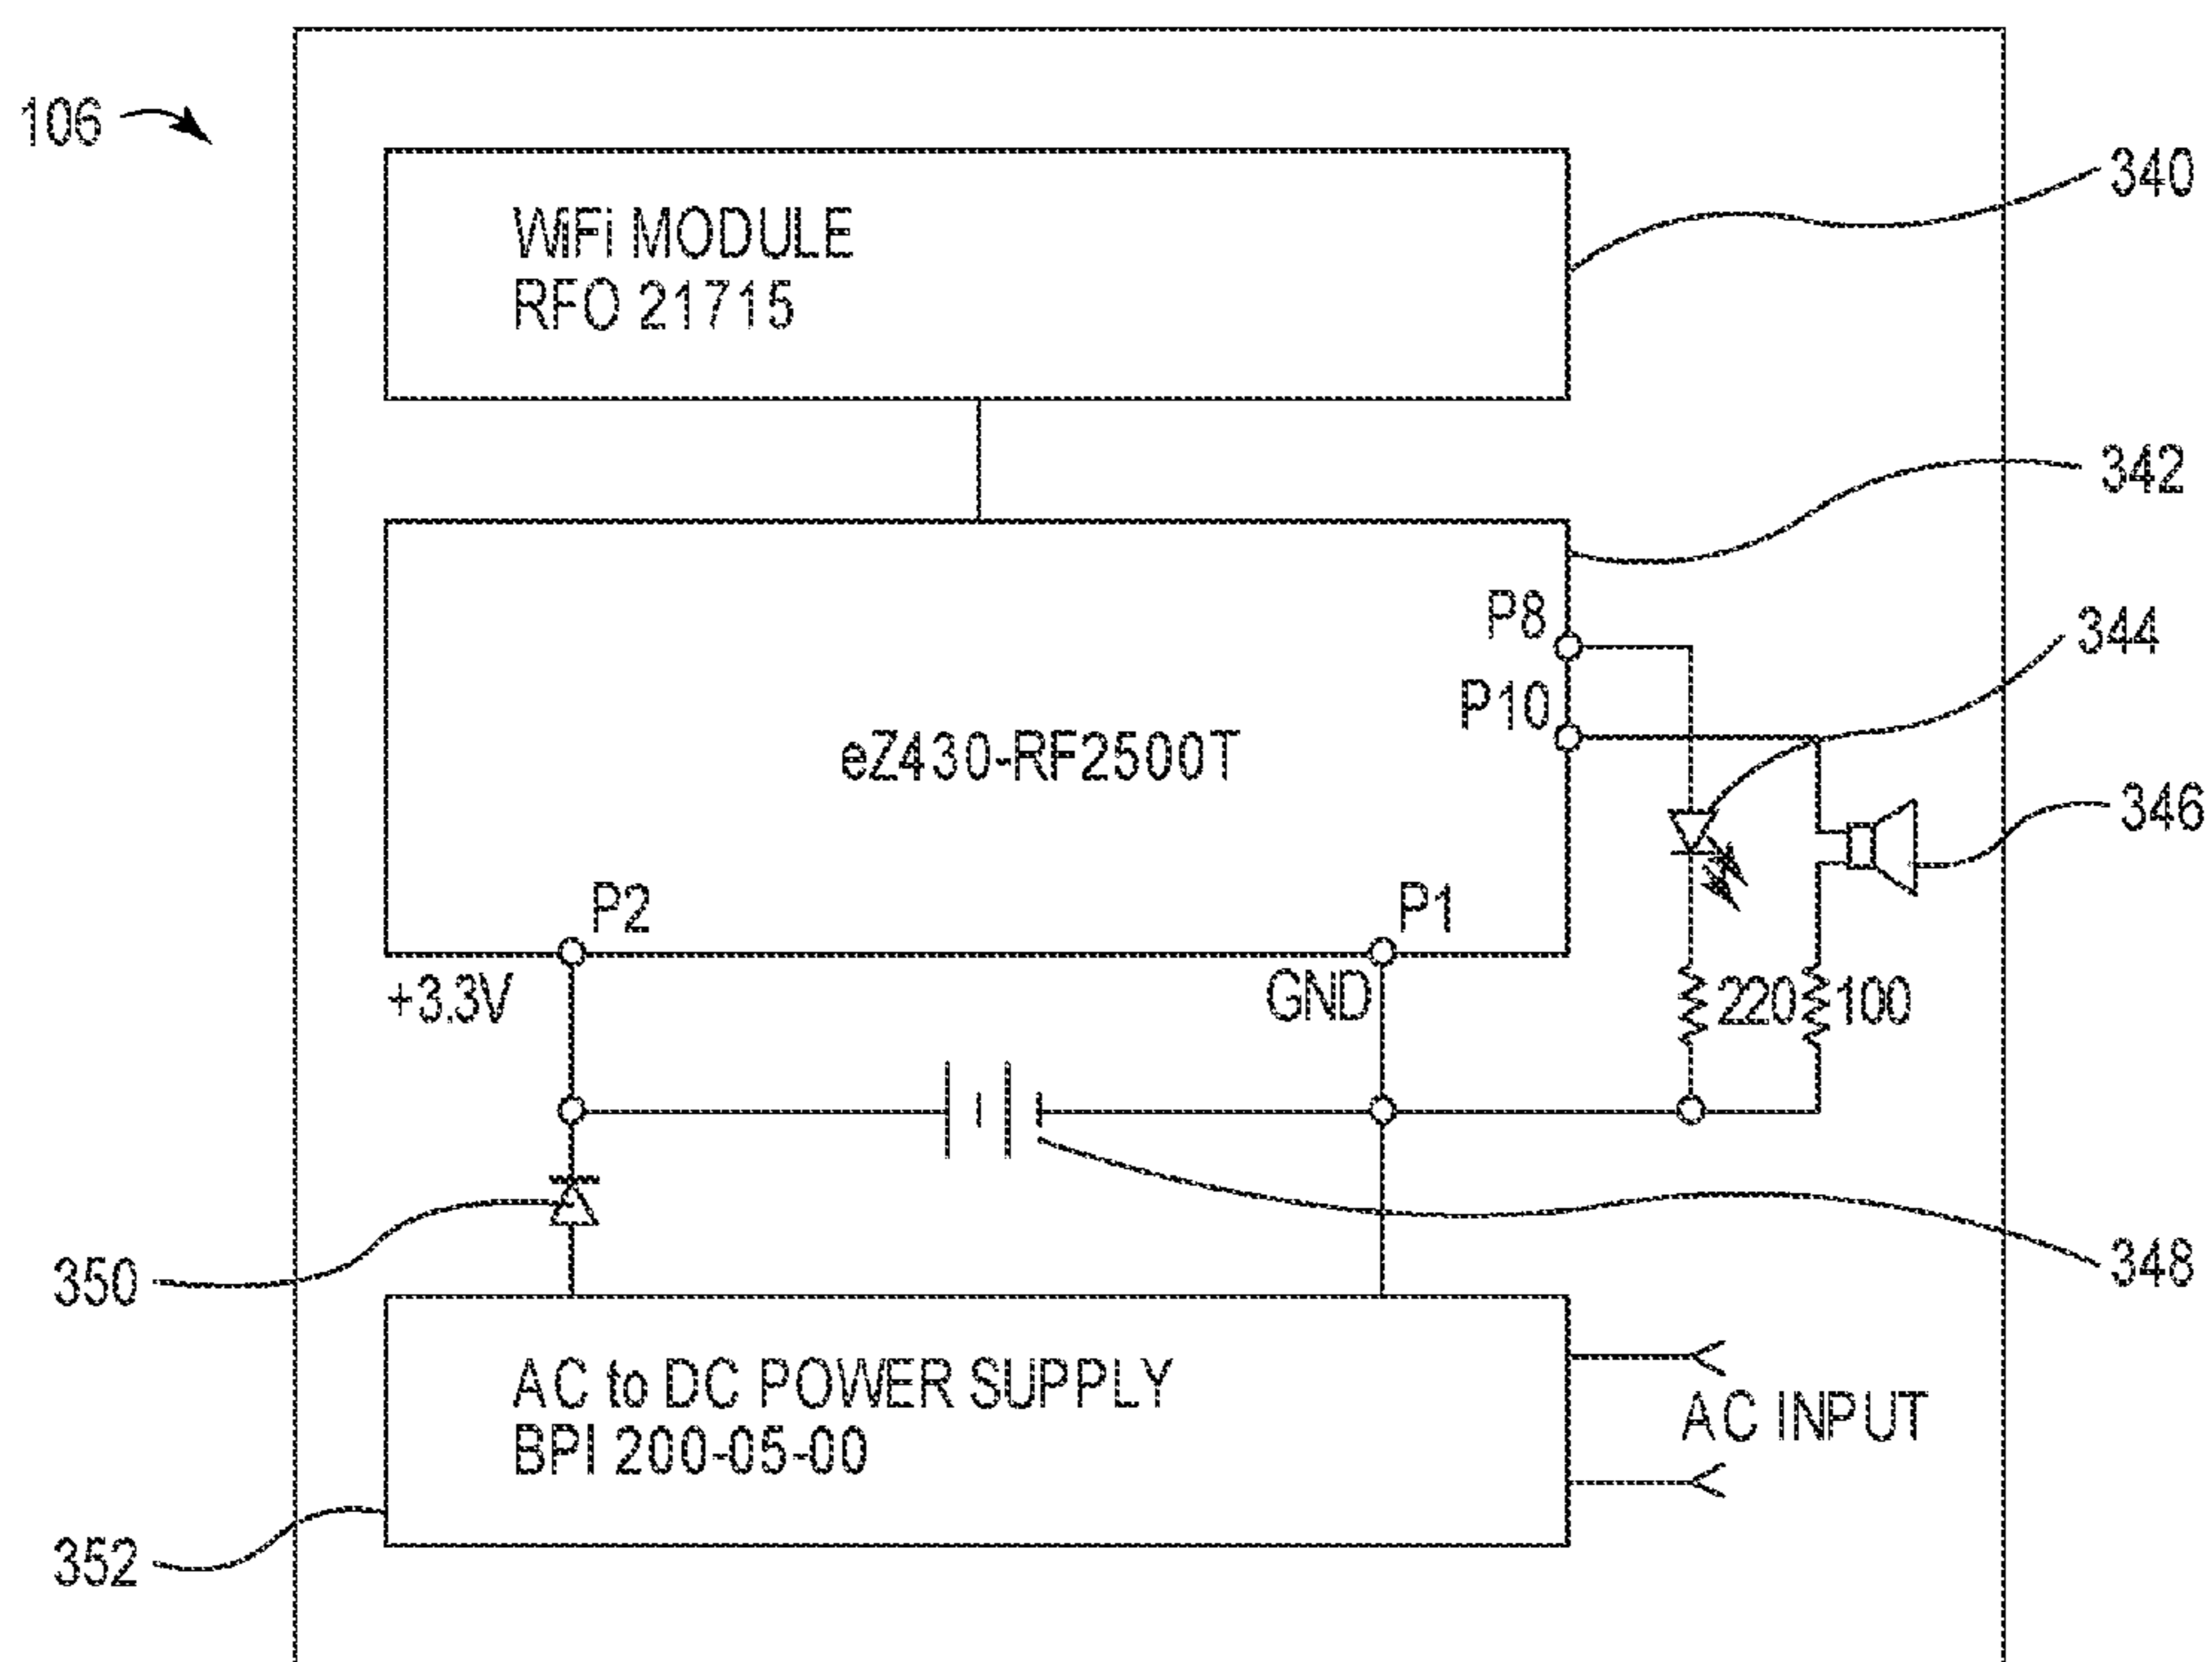 106
WiFi MODULE
RFO 21715
340
342
P8
344
P10
eZ430-RF2500T
346
P2
P1
+3.3V
GND
220
100
348
350
AC to DC POWER SUPPLY
BPI 200-05-00
AC INPUT
352